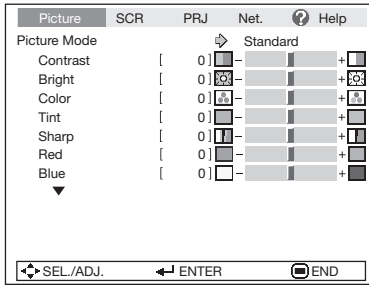 Picture SCR PRJ Net. ? Help
Picture Mode Standard
Contrast [ 0 ] − +
Bright [ 0 ] − +
Color [ 0 ] − +
Tint [ 0 ] − +
Sharp [ 0 ] − +
Red [ 0 ] − +
Blue [ 0 ] − +
SEL./ADJ. ENTER END